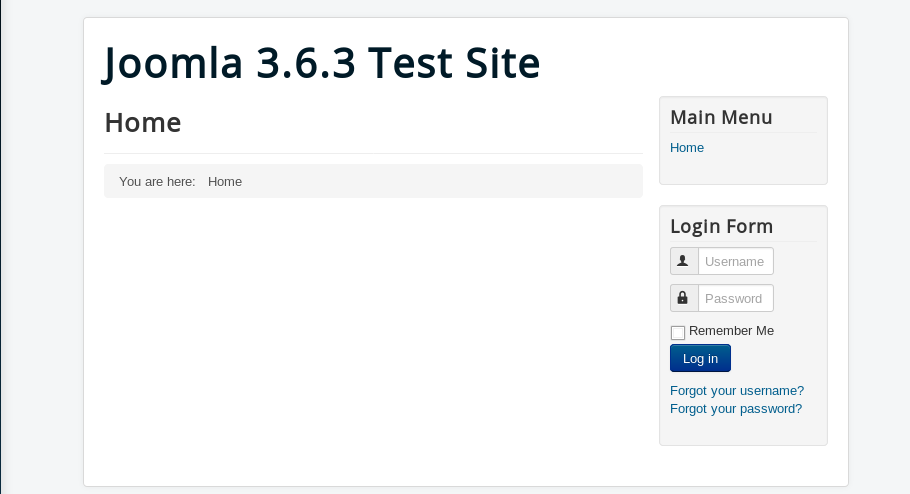 Joomla 3.6.3 Test Site
Home
You are here: Home
Main Menu
Home
Login Form
Username
Password
Remember Me
Log in
Forgot your username?
Forgot your password?